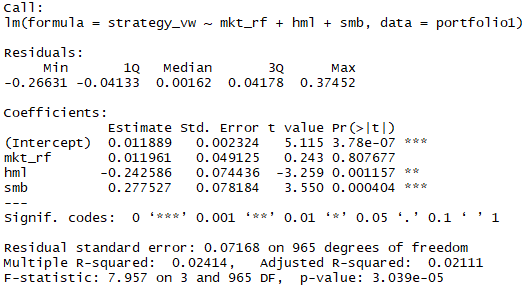 Call:
lm(formula = strategy_vw ~ mkt_rf + hml + smb, data = portfolio1)
Residuals:
Min 1Q Median 3Q Max
-0.26631 -0.04133 0.00162 0.04178 0.37452
Coefficients:
Estimate Std. Error t value Pr(>|t|)
(Intercept) 0.011889 0.002324 5.115 3.78e-07 ***
mkt_rf 0.011961 0.049125 0.243 0.807677
hml -0.242586 0.074436 -3.259 0.001157 **
smb 0.277527 0.078184 3.550 0.000404 ***
---
Signif. codes: 0 ‘***’ 0.001 ‘**’ 0.01 ‘*’ 0.05 ‘.’ 0.1 ‘ ’ 1
Residual standard error: 0.07168 on 965 degrees of freedom
Multiple R-squared: 0.02414, Adjusted R-squared: 0.02111
F-statistic: 7.957 on 3 and 965 DF, p-value: 3.039e-05